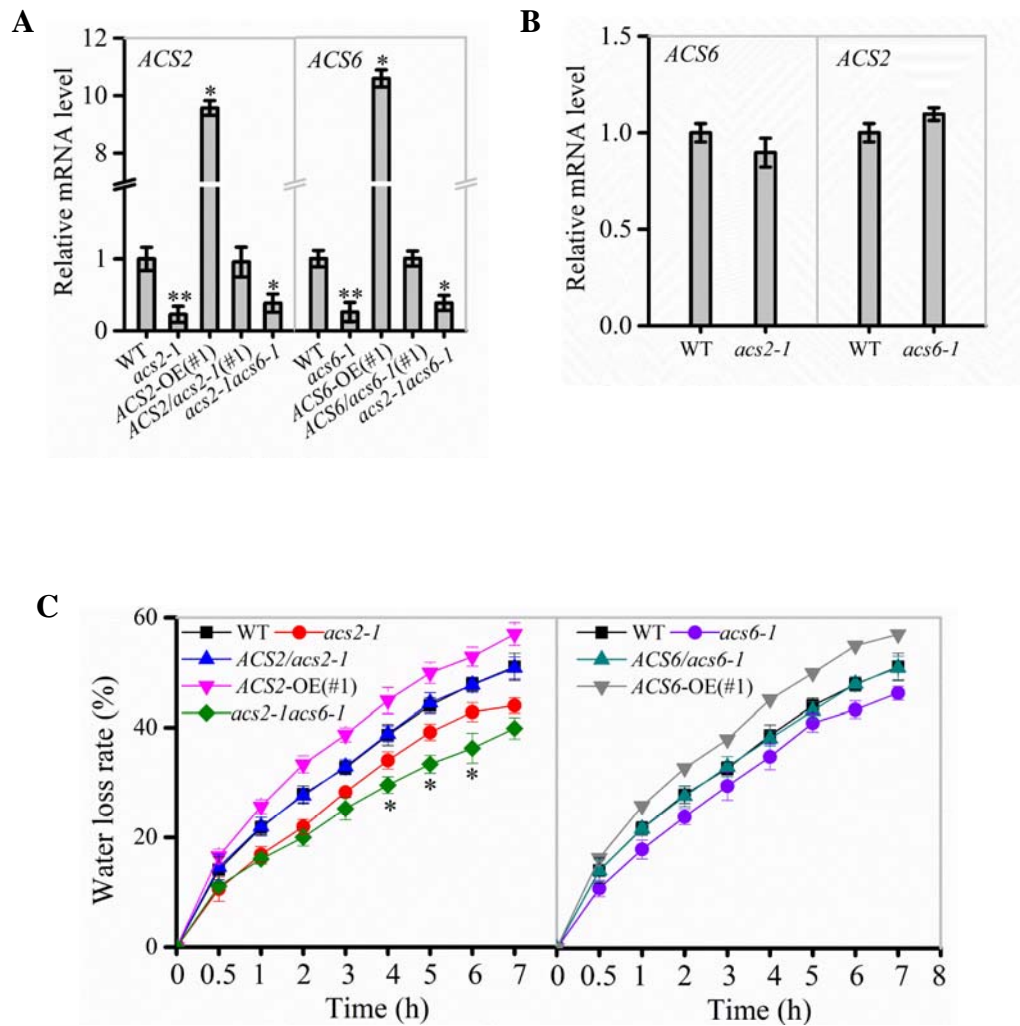 A
12
10
8
1
0
Relative mRNA level
ACS2
ACS6
*
*
**
*
**
*
WT
acs2-1
ACS2-OE(#1)
ACS2/acs2-1(#1)
acs2-1acs6-1
WT
acs6-1
ACS6-OE(#1)
ACS6/acs6-1(#1)
acs2-1acs6-1
B
1.5
1.0
0.5
0.0
Relative mRNA level
ACS6
ACS2
WT
acs2-1
WT
acs6-1
C
60
40
20
0
Water loss rate (%)
WT acs2-1
ACS2/acs2-1
ACS2-OE(#1)
acs2-1acs6-1
* * *
0 0.5 1 2 3 4 5 6 7
Time (h)
WT acs6-1
ACS6/acs6-1
ACS6-OE(#1)
0 0.5 1 2 3 4 5 6 7 8
Time (h)